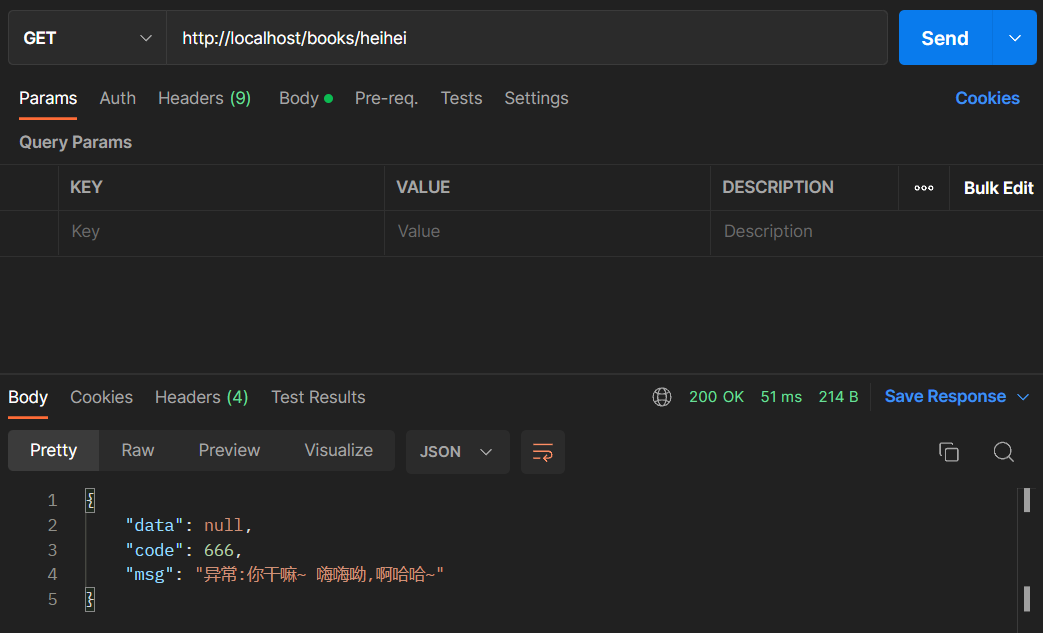 GET http://localhost/books/heihei Send
Params Auth Headers (9) Body Pre-req. Tests Settings Cookies
Query Params
KEY VALUE DESCRIPTION ooo Bulk Edit
Key Value Description
Body Cookies Headers (4) Test Results 200 OK 51 ms 214 B Save Response
Pretty Raw Preview Visualize JSON
1 {
2 "data": null,
3 "code": 666,
4 "msg": "异常:你干嘛~ 嗨嗨呦,啊哈哈~"
5 }